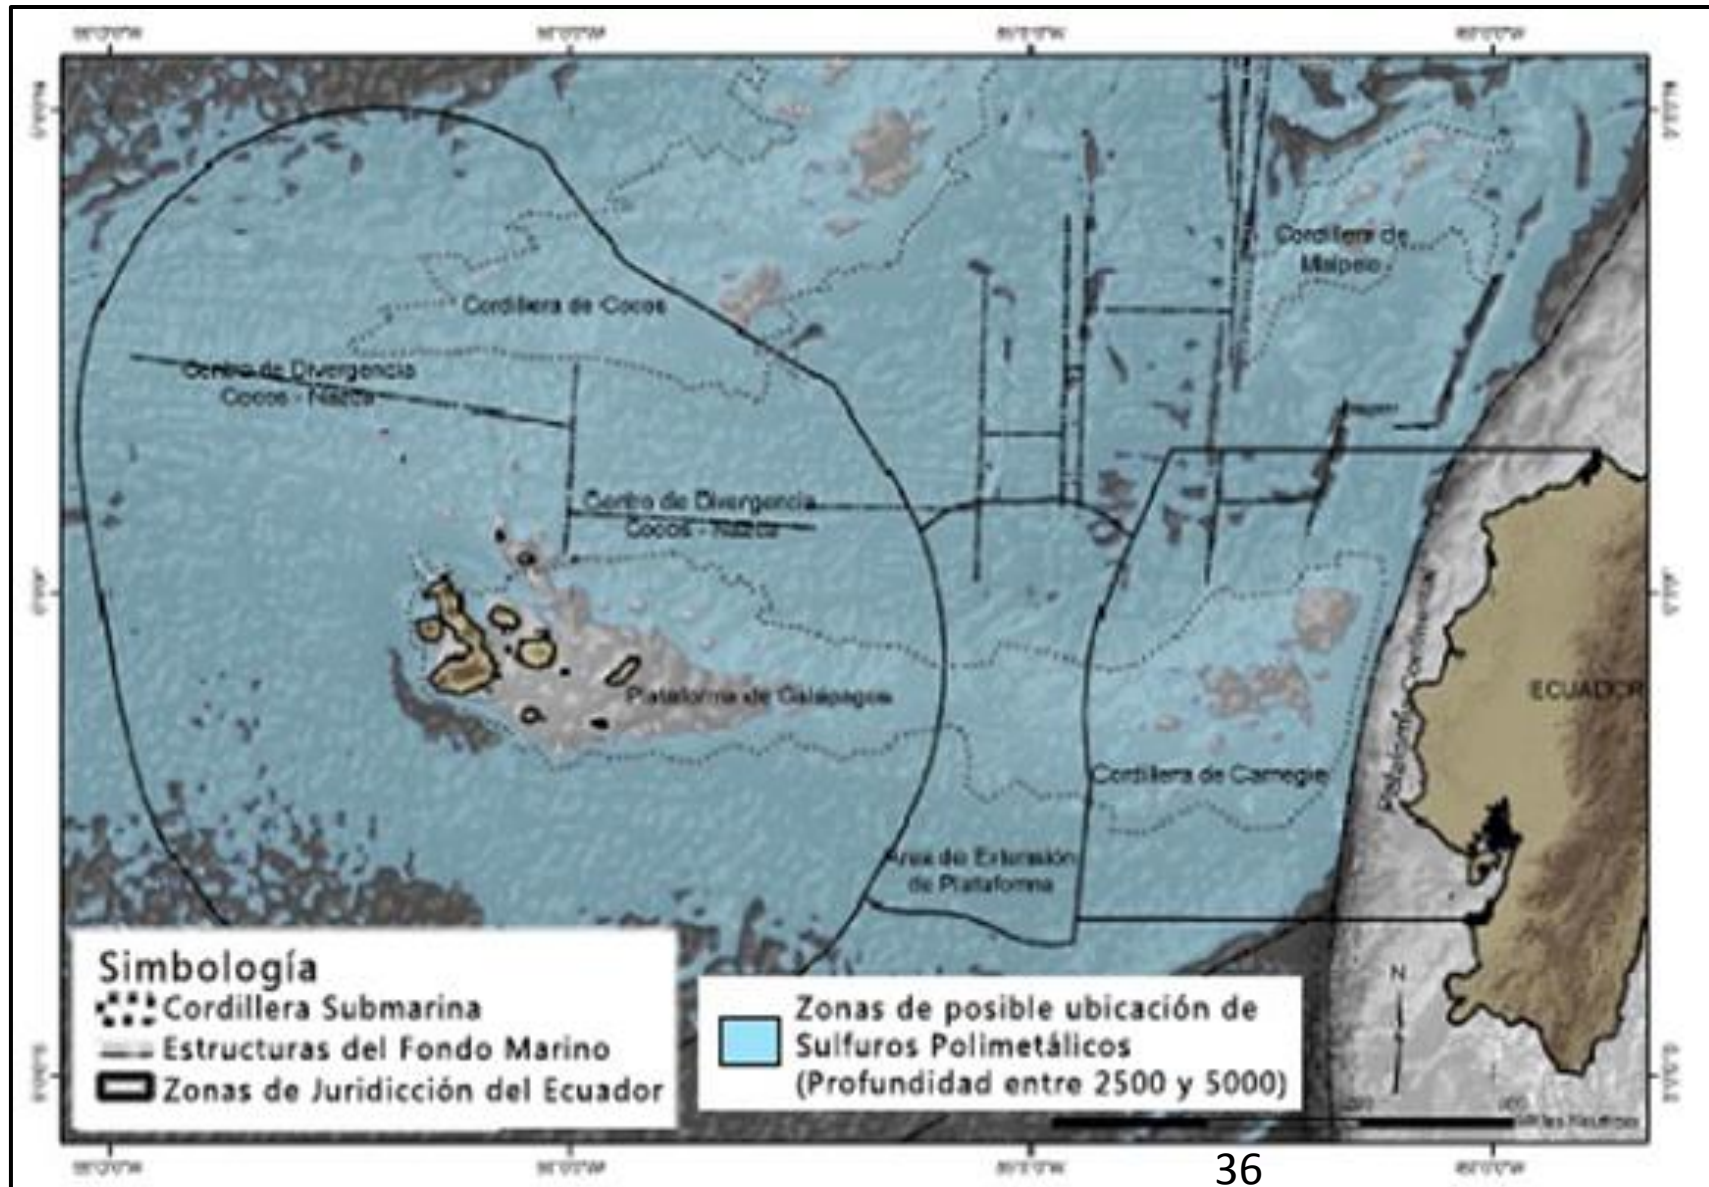 Cordillera de
Malpelo
Cordillera de Cocos
Centro de Divergencia
Cocos - Nazca
Centro de Divergencia
Cocos - Nazca
Plataforma de Galápagos
Plataforma Continental
ECUADOR
Cordillera de Carnegie
Area de Extensión
de Plataforma
Simbología
Cordillera Submarina
Estructuras del Fondo Marino
Zonas de Juridicción del Ecuador
Zonas de posible ubicación de
Sulfuros Polimetálicos
(Profundidad entre 2500 y 5000)
N
36